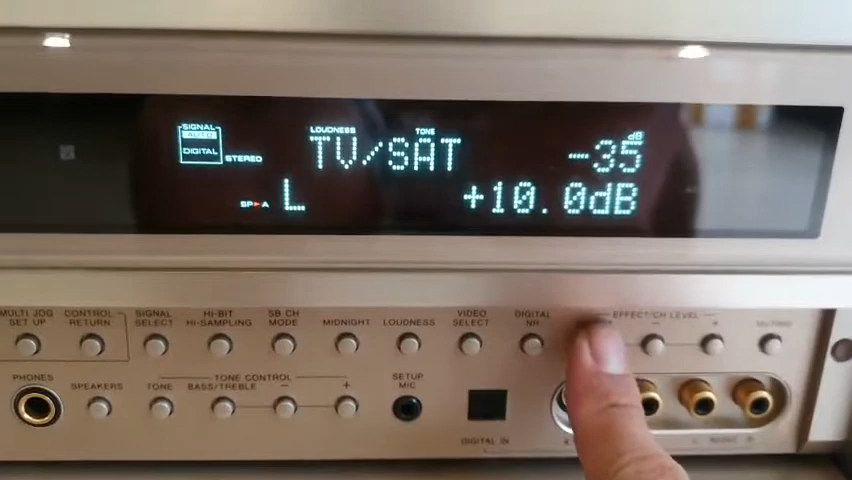 SIGNAL
AUTO
DIGITAL
STEREO
LOUDNESS
TONE
dB
TV/SAT -35
SP▶A L +10.0dB
MULTI JOG SET UP
CONTROL RETURN
SIGNAL SELECT
HI-BIT HI-SAMPLING
SB CH MODE
MIDNIGHT
LOUDNESS
VIDEO SELECT
DIGITAL NR
EFFECT/CH LEVEL
- +
MUTING
PHONES
SPEAKERS
TONE
TONE CONTROL
BASS/TREBLE - +
SETUP MIC
DIGITAL IN